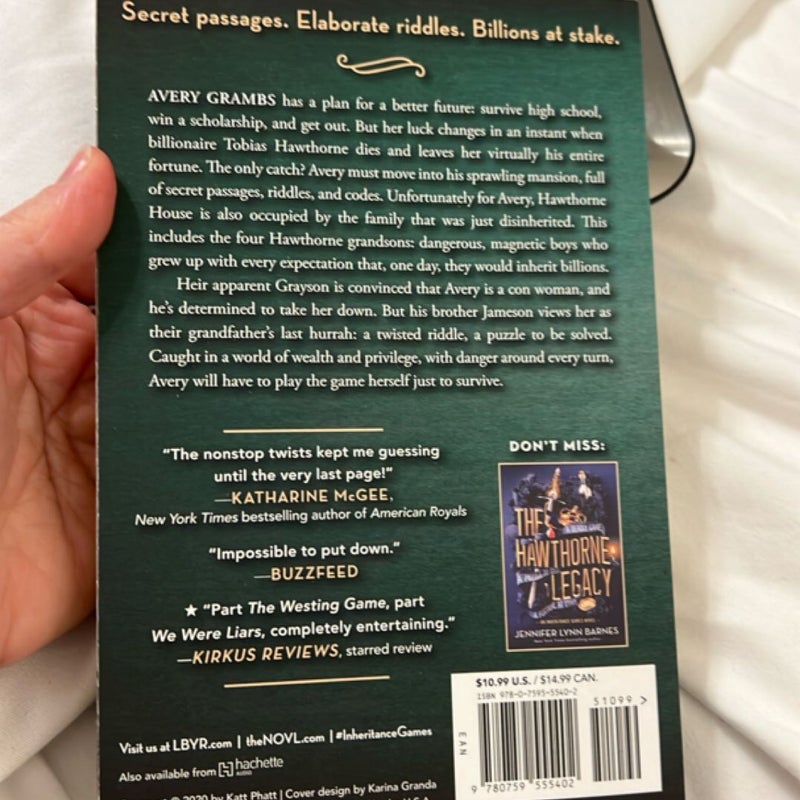 Secret passages. Elaborate riddles. Billions at stake.
AVERY GRAMBS has a plan for a better future: survive high school,
win a scholarship, and get out. But her luck changes in an instant when
billionaire Tobias Hawthorne dies and leaves her virtually his entire
fortune. The only catch? Avery must move into his sprawling mansion, full
of secret passages, riddles, and codes. Unfortunately for Avery, Hawthorne
House is also occupied by the family that was just disinherited. This
includes the four Hawthorne grandsons: dangerous, magnetic boys who
grew up with every expectation that, one day, they would inherit billions.
Heir apparent Grayson is convinced that Avery is a con woman, and
he's determined to take her down. But his brother Jameson views her as
their grandfather's last hurrah: a twisted riddle, a puzzle to be solved.
Caught in a world of wealth and privilege, with danger around every turn,
Avery will have to play the game herself just to survive.
"The nonstop twists kept me guessing
until the very last page!"
—KATHARINE McGEE,
New York Times bestselling author of American Royals
"Impossible to put down."
—BUZZFEED
★ "Part The Westing Game, part
We Were Liars, completely entertaining."
—KIRKUS REVIEWS, starred review
DON'T MISS:
THE
HAWTHORNE
LEGACY
AN INHERITANCE GAMES NOVEL
JENNIFER LYNN BARNES
$10.99 U.S. / $14.99 CAN.
ISBN 978-0-7595-5540-2
51099 >
EAN
9 780759 555402
Visit us at LBYR.com | theNOVL.com | #InheritanceGames
Also available from hachette
AUDIO
© 2020 by Katt Phatt | Cover design by Karina Granda